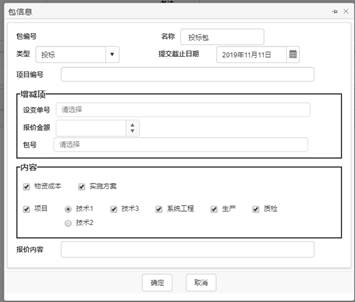 包信息
包编号 名称 投标包
类型 投标 提交截止日期 2019年11月11日
项目编号
增减项
设变单号 请选择
报价金额
包号 请选择
内容
物资成本 实施方案
项目 技术1 技术3 系统工程 生产 质检
技术2
报价内容
确定 取消